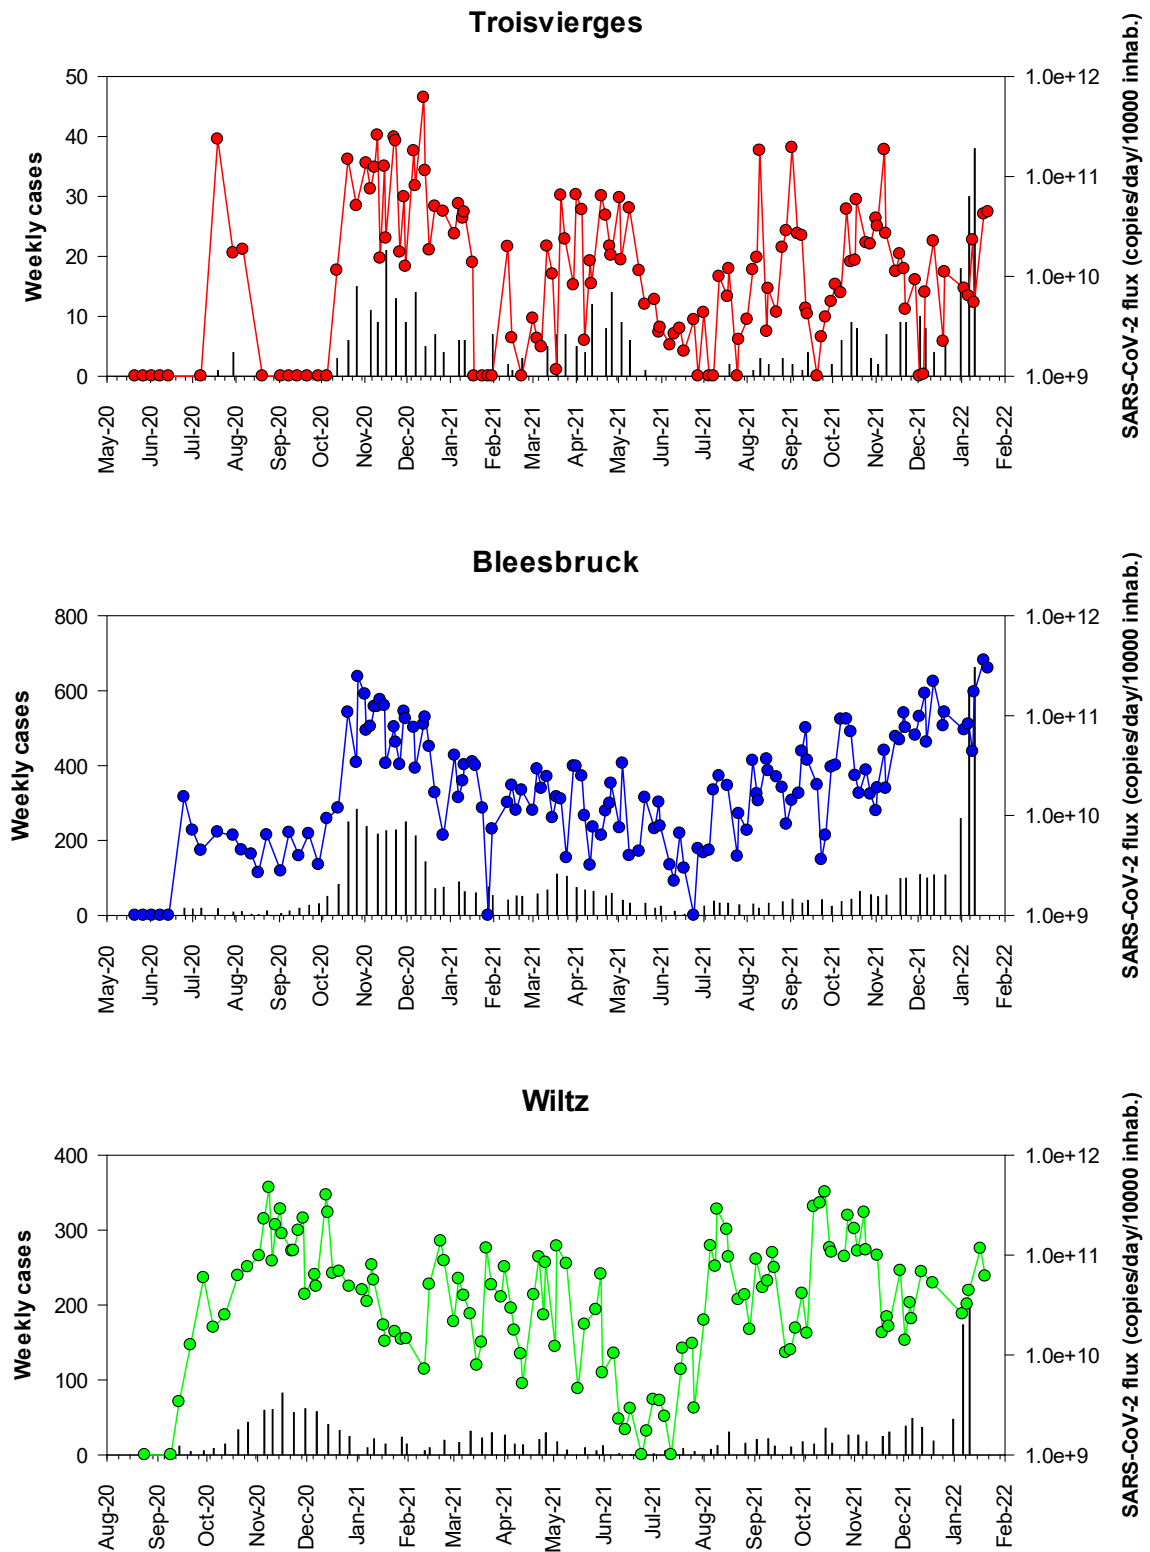 Troisvierges
Weekly cases
SARS-CoV-2 flux (copies/day/10000 inhab.)
50
40
30
20
10
0
1.0e+12
1.0e+11
1.0e+10
1.0e+9
May-20
Jun-20
Jul-20
Aug-20
Sep-20
Oct-20
Nov-20
Dec-20
Jan-21
Feb-21
Mar-21
Apr-21
May-21
Jun-21
Jul-21
Aug-21
Sep-21
Oct-21
Nov-21
Dec-21
Jan-22
Feb-22
Bleesbruck
Weekly cases
SARS-CoV-2 flux (copies/day/10000 inhab.)
800
600
400
200
0
1.0e+12
1.0e+11
1.0e+10
1.0e+9
May-20
Jun-20
Jul-20
Aug-20
Sep-20
Oct-20
Nov-20
Dec-20
Jan-21
Feb-21
Mar-21
Apr-21
May-21
Jun-21
Jul-21
Aug-21
Sep-21
Oct-21
Nov-21
Dec-21
Jan-22
Feb-22
Wiltz
Weekly cases
SARS-CoV-2 flux (copies/day/10000 inhab.)
400
300
200
100
0
1.0e+12
1.0e+11
1.0e+10
1.0e+9
Aug-20
Sep-20
Oct-20
Nov-20
Dec-20
Jan-21
Feb-21
Mar-21
Apr-21
May-21
Jun-21
Jul-21
Aug-21
Sep-21
Oct-21
Nov-21
Dec-21
Jan-22
Feb-22